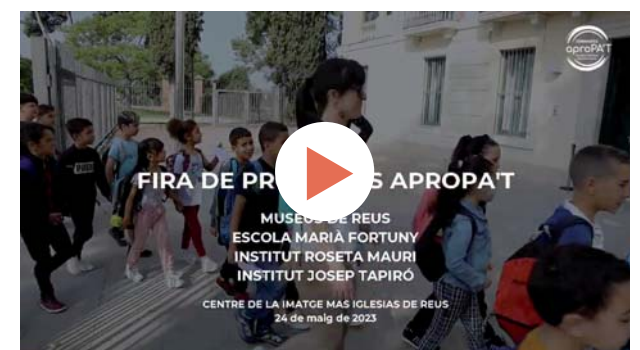 aproPA'T
FIRA DE PR S APROPA'T
MUSEUS DE REUS
ESCOLA MARIÀ FORTUNY
INSTITUT ROSETA MAURI
INSTITUT JOSEP TAPIRÓ
CENTRE DE LA IMATGE MAS IGLESIAS DE REUS
24 de maig de 2023